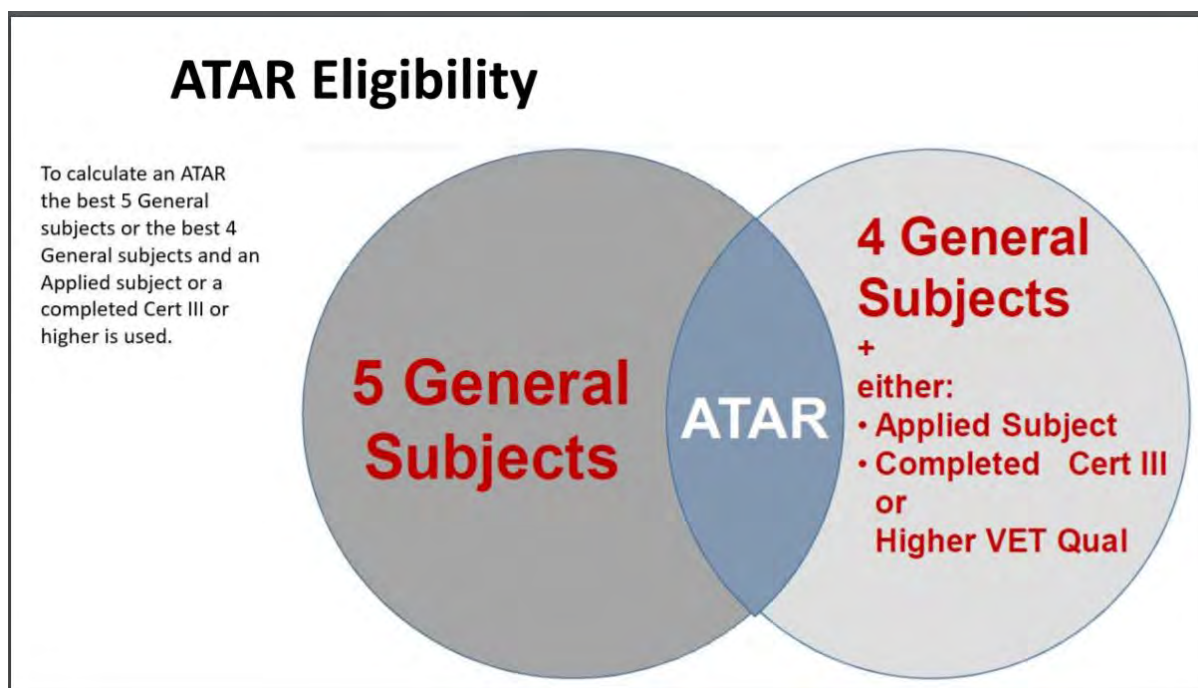 ATAR Eligibility
To calculate an ATAR
the best 5 General
subjects or the best 4
General subjects and an
Applied subject or a
completed Cert III or
higher is used.
5 General
Subjects
ATAR
4 General
Subjects
+
either:
• Applied Subject
• Completed Cert III
or
Higher VET Qual